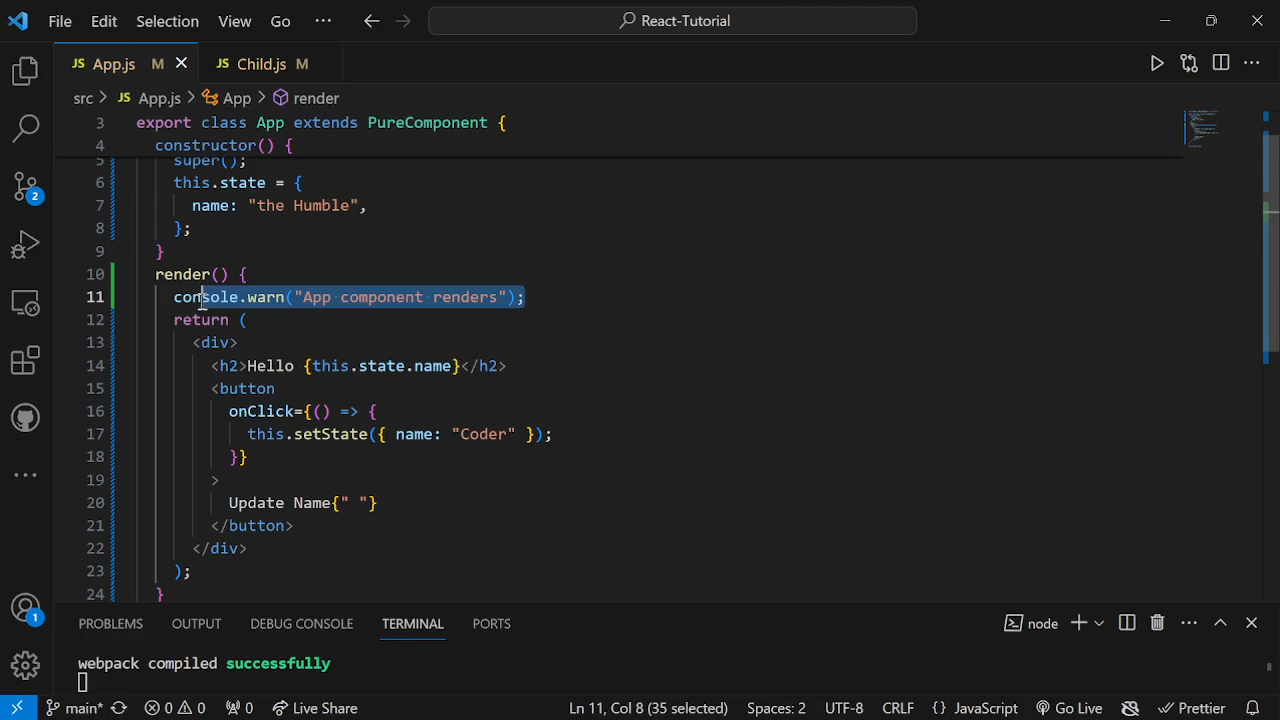 File Edit Selection View Go ··· React-Tutorial
JS App.js M JS Child.js M
src > JS App.js > App > render
3 export class App extends PureComponent {
4 constructor() {
5 super();
6 this.state = {
7 name: "the Humble",
8 };
9 }
10 render() {
11 console.warn("App·component·renders");
12 return (
13 <div>
14 <h2>Hello {this.state.name}</h2>
15 <button
16 onClick={() => {
17 this.setState({ name: "Coder" });
18 }}
19 >
20 Update Name{" "}
21 </button>
22 </div>
23 );
24 }
2
1
PROBLEMS OUTPUT DEBUG CONSOLE TERMINAL PORTS node
webpack compiled successfully
main* 0 0 0 Live Share Ln 11, Col 8 (35 selected) Spaces: 2 UTF-8 CRLF {} JavaScript Go Live Prettier